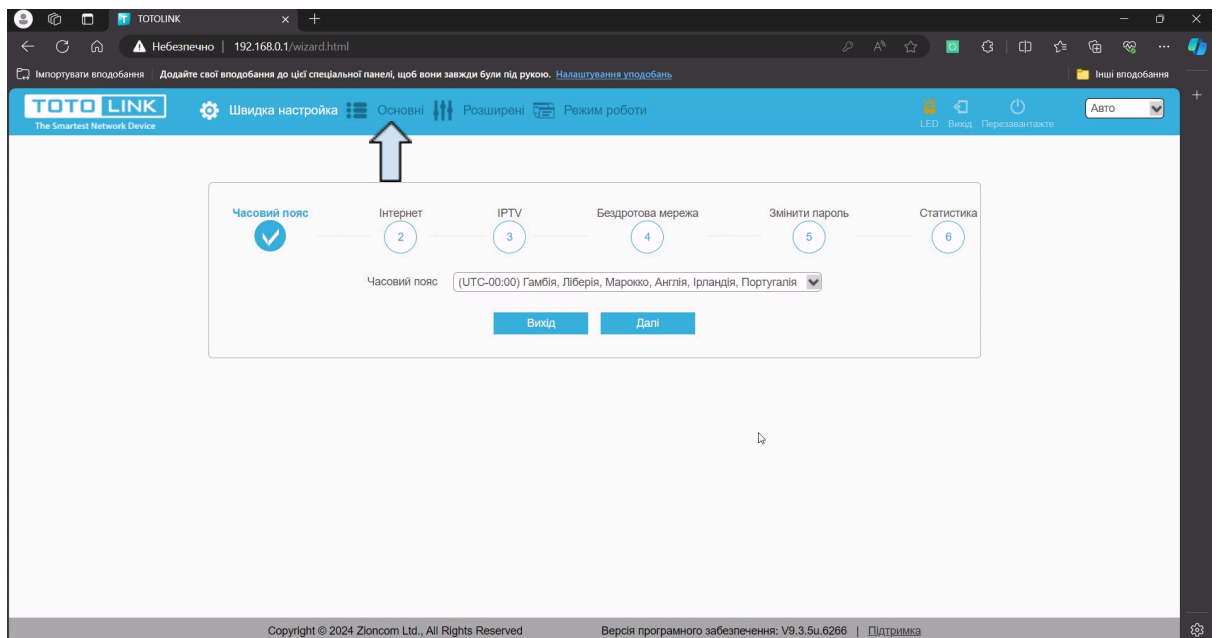 TOTOLINK
Небезпечно | 192.168.0.1/wizard.html
Імпортувати вподобання Додайте свої вподобання до цієї спеціальної панелі, щоб вони завжди були під рукою. Налаштування уподобань Інші вподобання
TOTO LINK
The Smartest Network Device
Швидка настройка Основні Розширені Режим роботи
LED Вихід Перезавантажте
Авто
Часовий пояс Інтернет IPTV Бездротова мережа Змінити пароль Статистика
2 3 4 5 6
Часовий пояс (UTC-00:00) Гамбія, Ліберія, Марокко, Англія, Ірландія, Португалія
Вихід Далі
Copyright © 2024 Zioncom Ltd., All Rights Reserved Версія програмного забезпечення: V9.3.5u.6266 | Підтримка